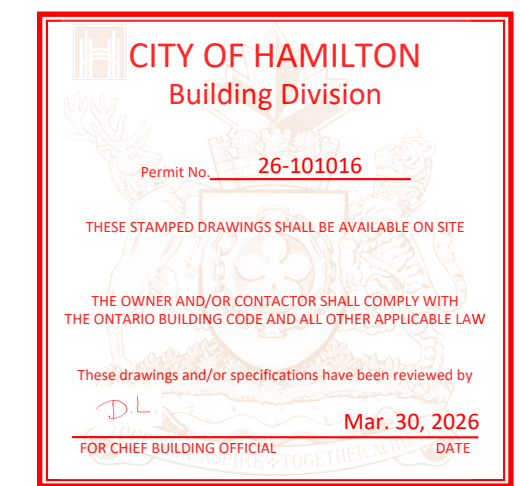 CITY OF HAMILTON
Building Division
Permit No. 26-101016
THESE STAMPED DRAWINGS SHALL BE AVAILABLE ON SITE
THE OWNER AND/OR CONTACTOR SHALL COMPLY WITH
THE ONTARIO BUILDING CODE AND ALL OTHER APPLICABLE LAW
These drawings and/or specifications have been reviewed by
D.L.
Mar. 30, 2026
FOR CHIEF BUILDING OFFICIAL DATE